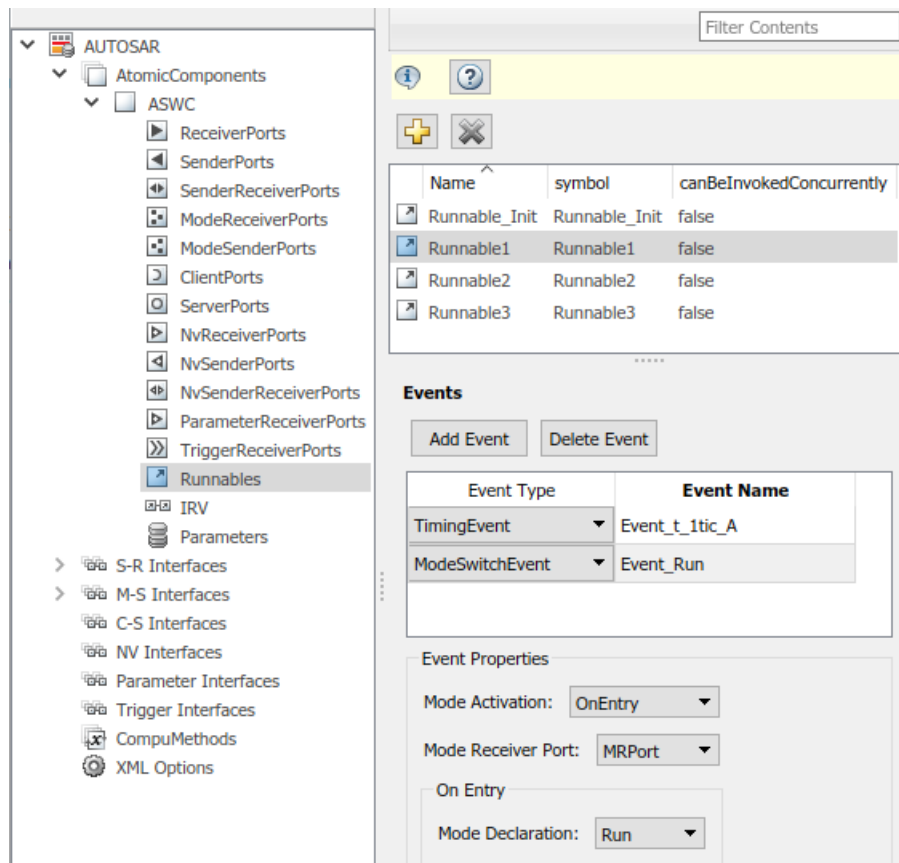 Filter Contents
AUTOSAR
AtomicComponents
ASWC
ReceiverPorts
SenderPorts
SenderReceiverPorts
ModeReceiverPorts
ModeSenderPorts
ClientPorts
ServerPorts
NvReceiverPorts
NvSenderPorts
NvSenderReceiverPorts
ParameterReceiverPorts
TriggerReceiverPorts
Runnables
IRV
Parameters
S-R Interfaces
M-S Interfaces
C-S Interfaces
NV Interfaces
Parameter Interfaces
Trigger Interfaces
CompuMethods
XML Options
Name symbol canBeInvokedConcurrently
Runnable_Init Runnable_Init false
Runnable1 Runnable1 false
Runnable2 Runnable2 false
Runnable3 Runnable3 false
Events
Add Event Delete Event
Event Type Event Name
TimingEvent Event_t_1tic_A
ModeSwitchEvent Event_Run
Event Properties
Mode Activation: OnEntry
Mode Receiver Port: MRPort
On Entry
Mode Declaration: Run